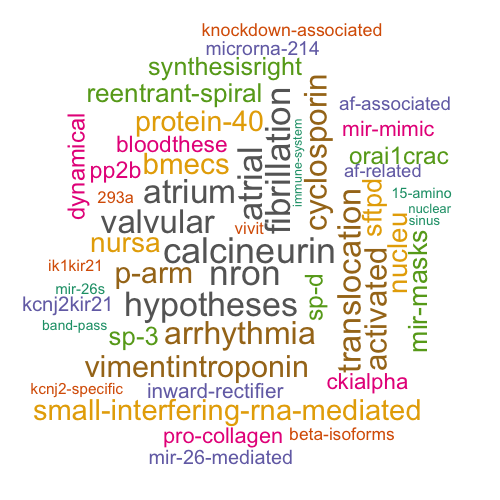 knockdown-associated
microrna-214
synthesisright
reentrant-spiral
af-associated
protein-40
mir-mimic
dynamical
bloodthese
atrial
fibrillation
immune-system
cyclosporin
orai1crac
pp2b
bmecs
af-related
293a
atrium
15-amino
sftpd
nuclear
valvular
vivit
sinus
nursa
calcineurin
translocation
activated
nucleu
mir-masks
ik1kir21
p-arm
nron
mir-26s
kcnj2kir21
hypotheses
sp-d
band-pass
sp-3
arrhythmia
vimentintroponin
kcnj2-specific
inward-rectifier
ckialpha
small-interfering-rna-mediated
pro-collagen
beta-isoforms
mir-26-mediated